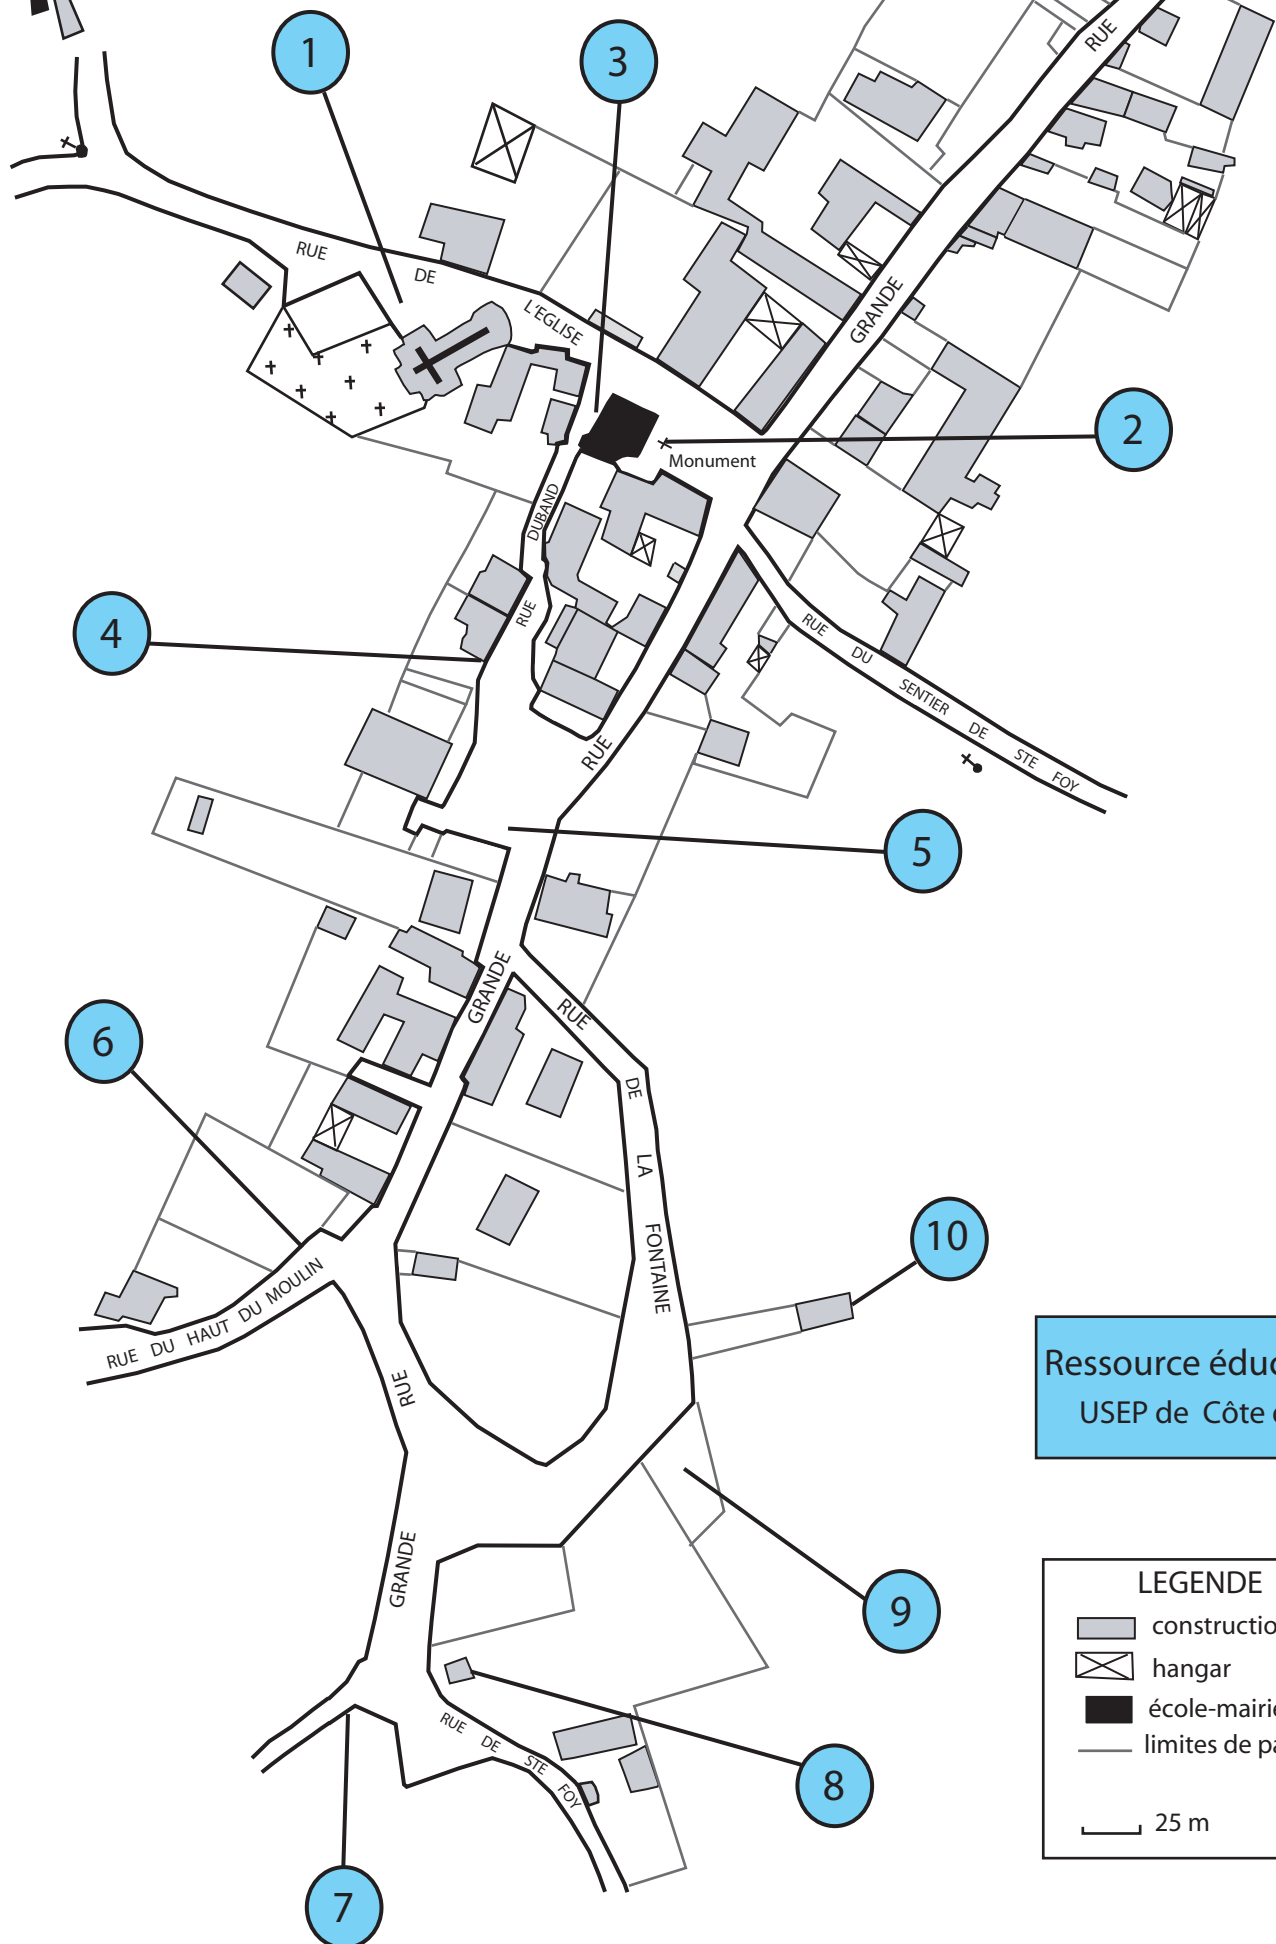 1
3
RUE
RUE
DE
L'EGLISE
GRANDE
2
Monument
DUBAND
RUE
4
RUE
DU
SENTIER
DE
STE
FOY
RUE
5
GRANDE
RUE
DE
LA
FONTAINE
6
10
RUE DU HAUT DU MOULIN
Ressource éduc
USEP de Côte
RUE
GRANDE
9
LEGENDE
constructio
hangar
école-mairie
limites de pa
25 m
RUE
DE
STE
FOY
8
7